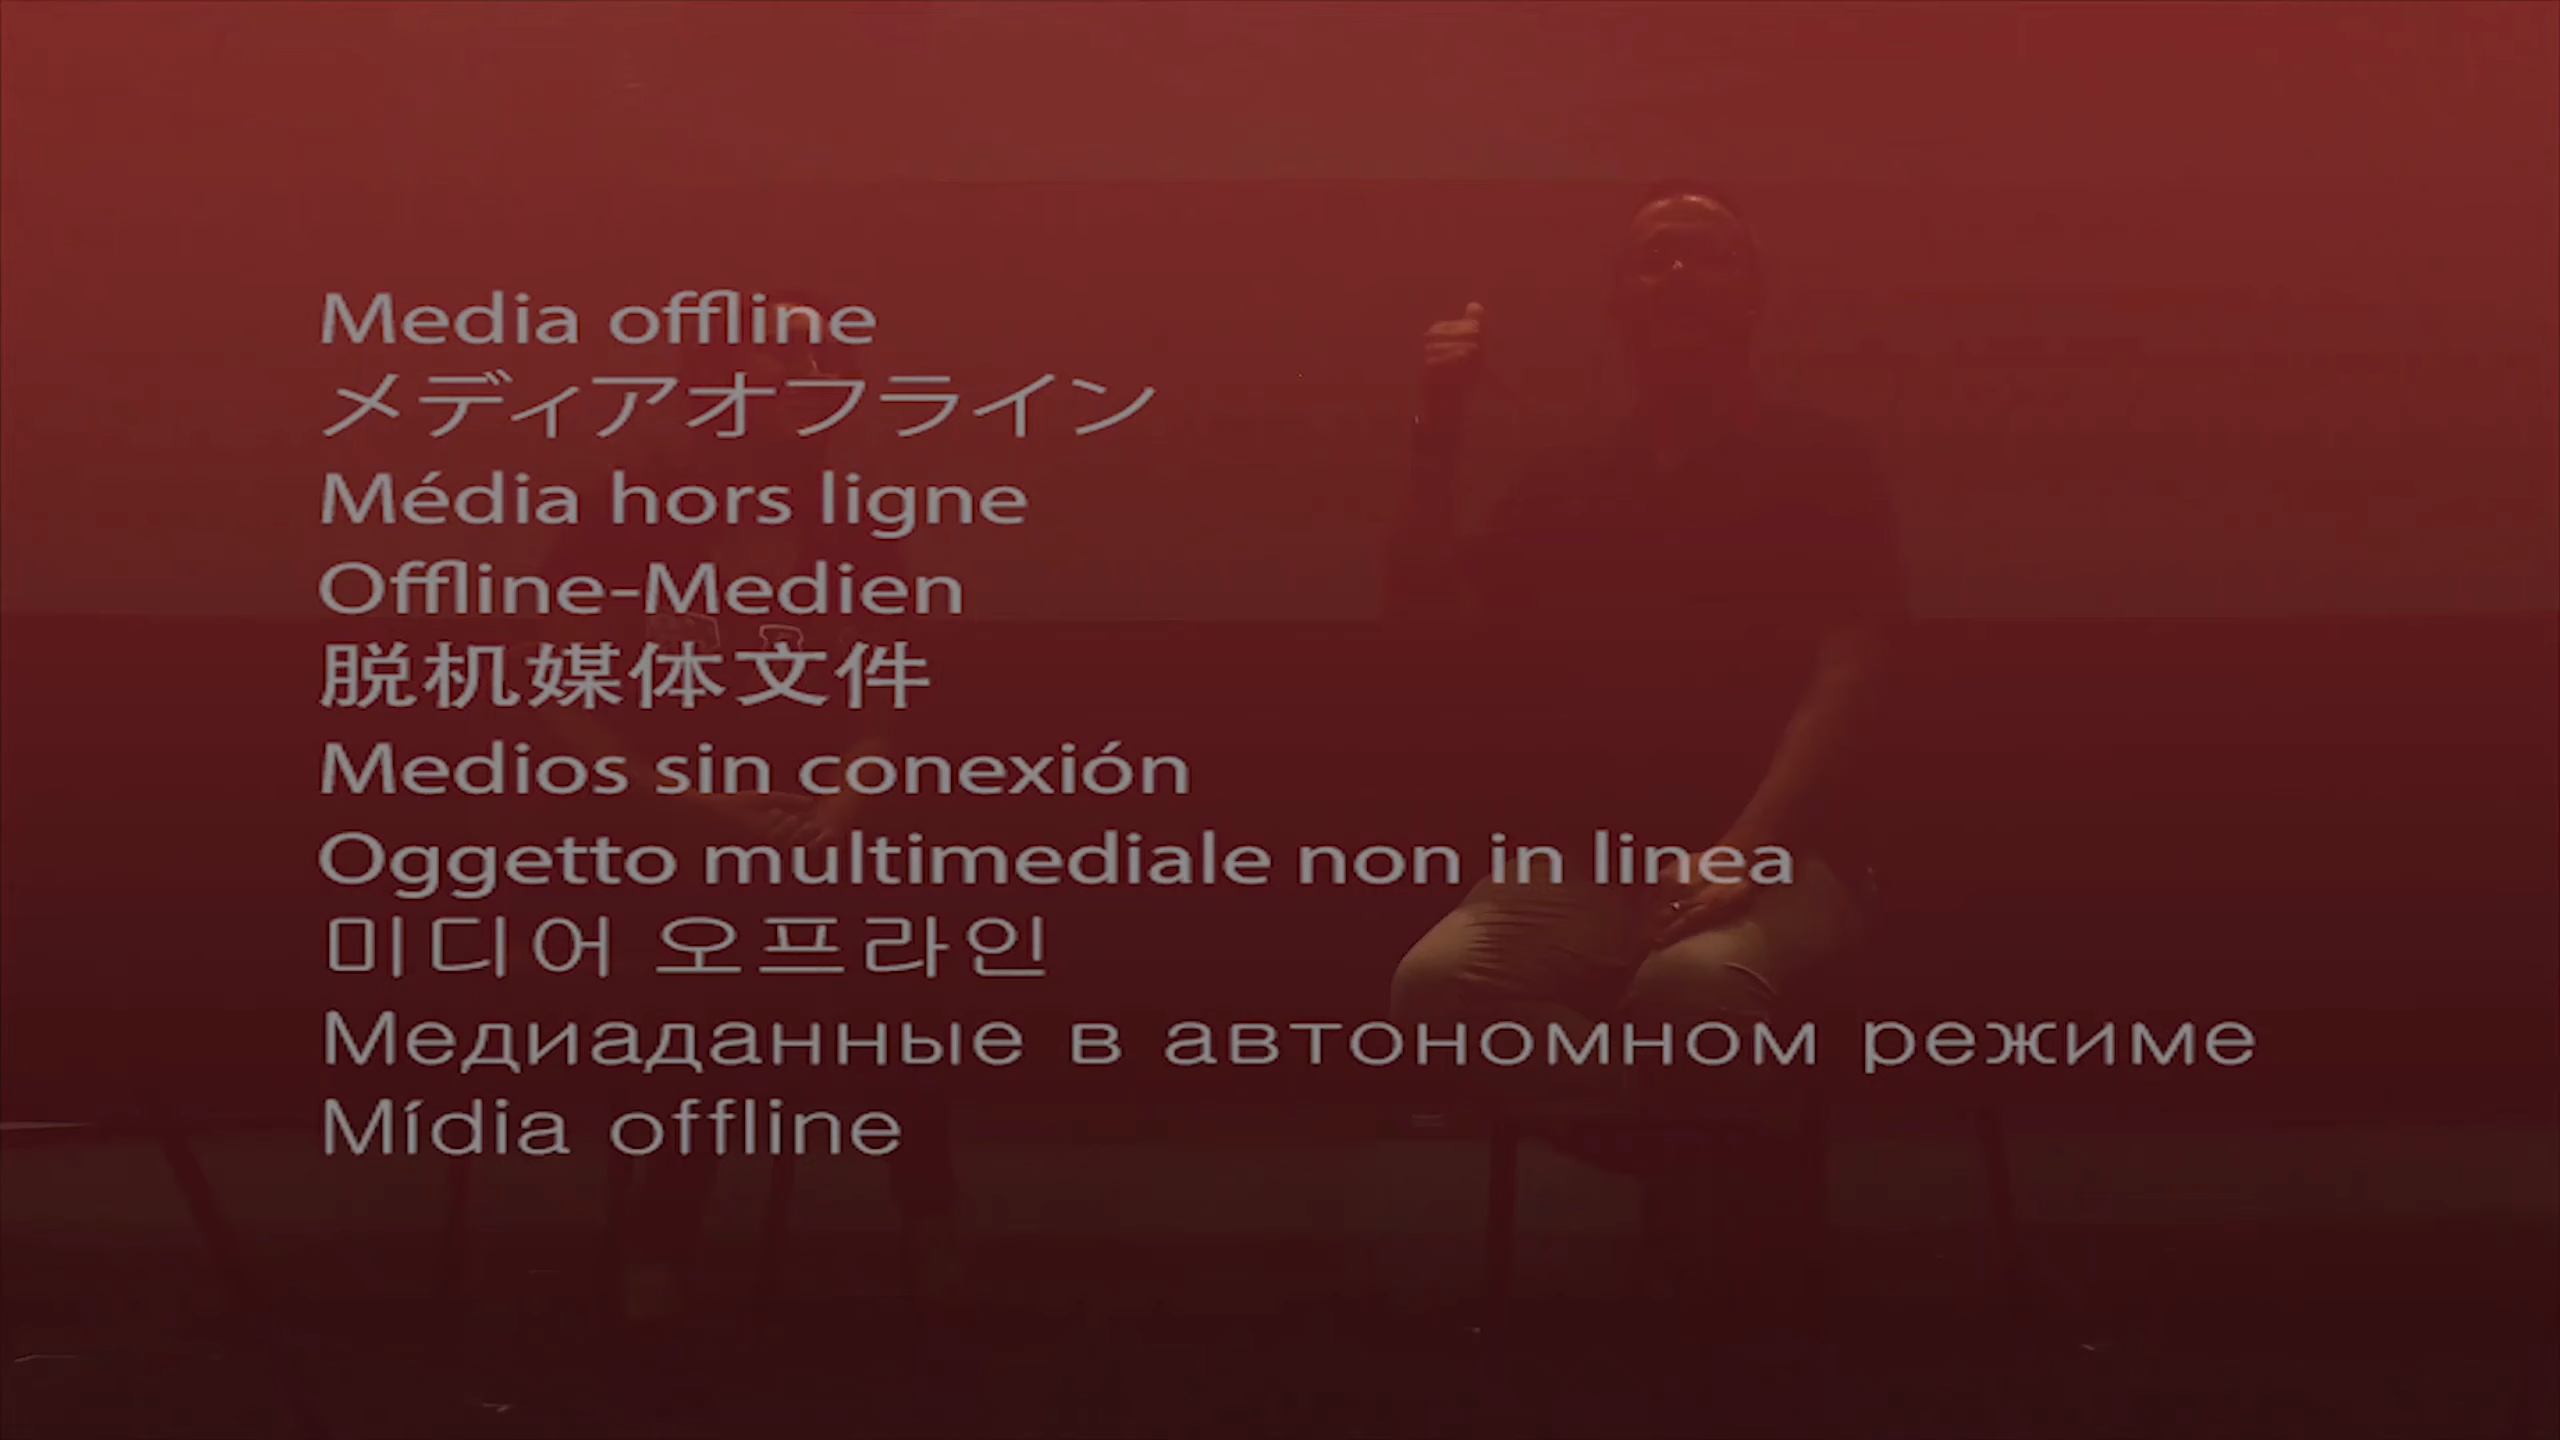 Media offline
メディアオフライン
Média hors ligne
Offline-Medien
脱机媒体文件
Medios sin conexión
Oggetto multimediale non in linea
미디어 오프라인
Медиаданные в автономном режиме
Mídia offline